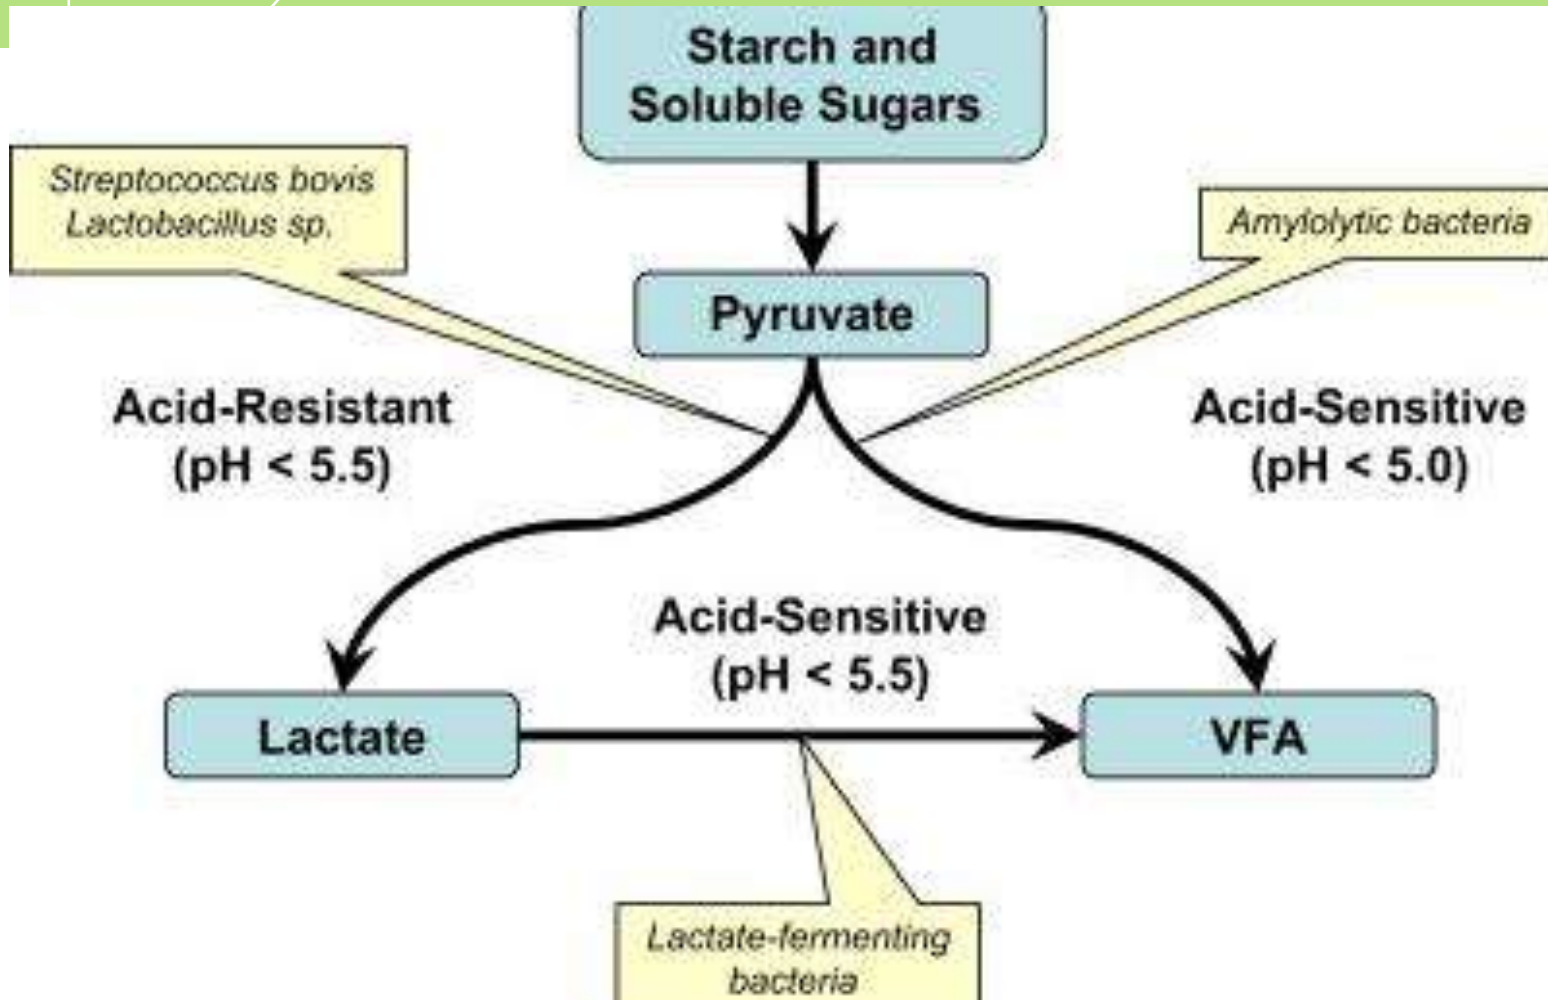 Starch and
Soluble Sugars
Streptococcus bovis
Lactobacillus sp.
Amylolytic bacteria
Pyruvate
Acid-Resistant
(pH < 5.5)
Acid-Sensitive
(pH < 5.0)
Acid-Sensitive
(pH < 5.5)
Lactate
VFA
Lactate-fermenting
bacteria